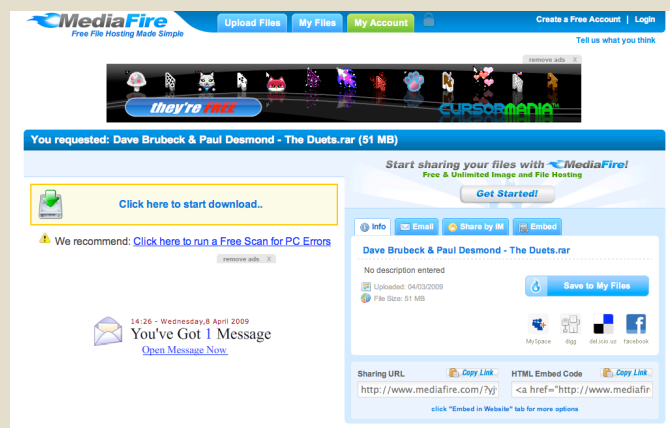 MediaFire
Free File Hosting Made Simple
Upload Files
My Files
My Account
Create a Free Account | Login
Tell us what you think
remove ads X
they're FREE
CURSORMANIA™
You requested: Dave Brubeck & Paul Desmond - The Duets.rar (51 MB)
Click here to start download..
We recommend: Click here to run a Free Scan for PC Errors
remove ads X
14:26 - Wednesday,8 April 2009
You've Got 1 Message
Open Message Now
Start sharing your files with MediaFire!
Free & Unlimited Image and File Hosting
Get Started!
Info
Email
Share by IM
Embed
Dave Brubeck & Paul Desmond - The Duets.rar
No description entered
Uploaded: 04/03/2009
File Size: 51 MB
Save to My Files
MySpace
digg
del.icio.us
facebook
Sharing URL
Copy Link
HTML Embed Code
Copy Link
http://www.mediafire.com/?yj
<a href="http://www.mediafir
click "Embed in Website" tab for more options